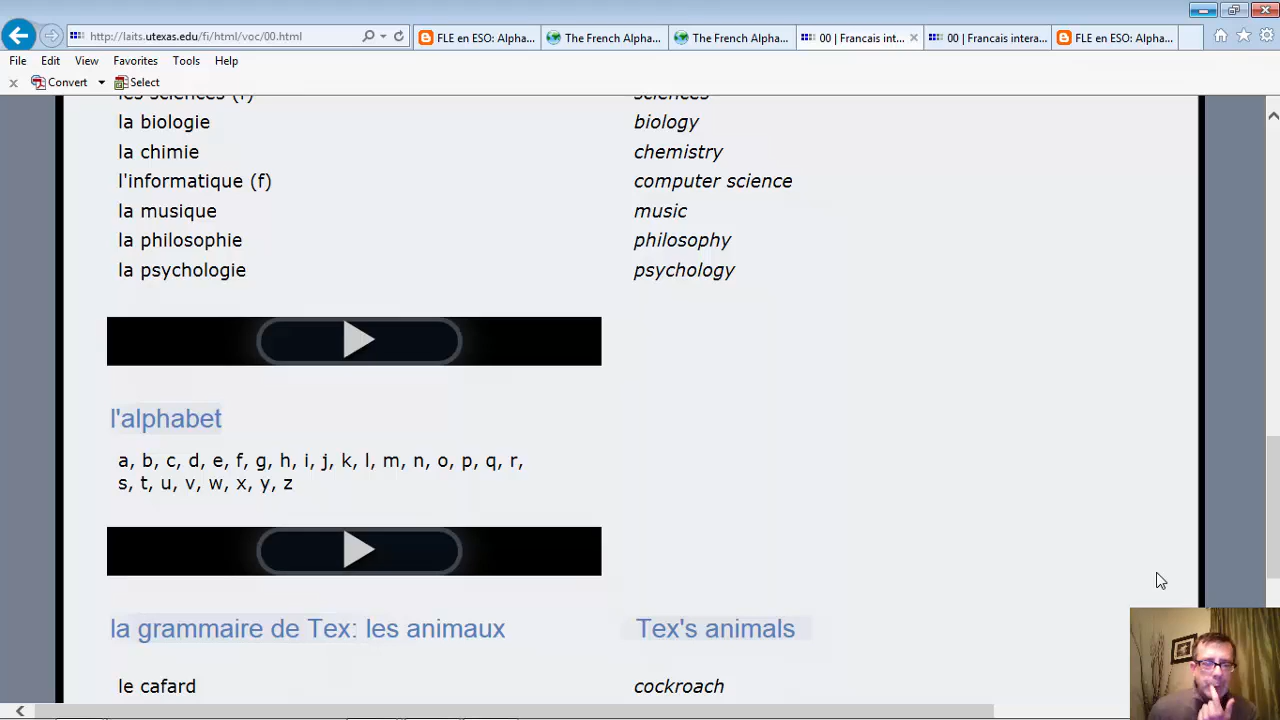 http://laits.utexas.edu/fi/html/voc/00.html
FLE en ESO: Alpha...
The French Alpha...
The French Alpha...
00 | Francais int...
00 | Francais intera...
FLE en ESO: Alpha...
File Edit View Favorites Tools Help
x Convert Select
les sciences (f) sciences
la biologie biology
la chimie chemistry
l'informatique (f) computer science
la musique music
la philosophie philosophy
la psychologie psychology
l'alphabet
a, b, c, d, e, f, g, h, i, j, k, l, m, n, o, p, q, r,
s, t, u, v, w, x, y, z
la grammaire de Tex: les animaux Tex's animals
le cafard cockroach